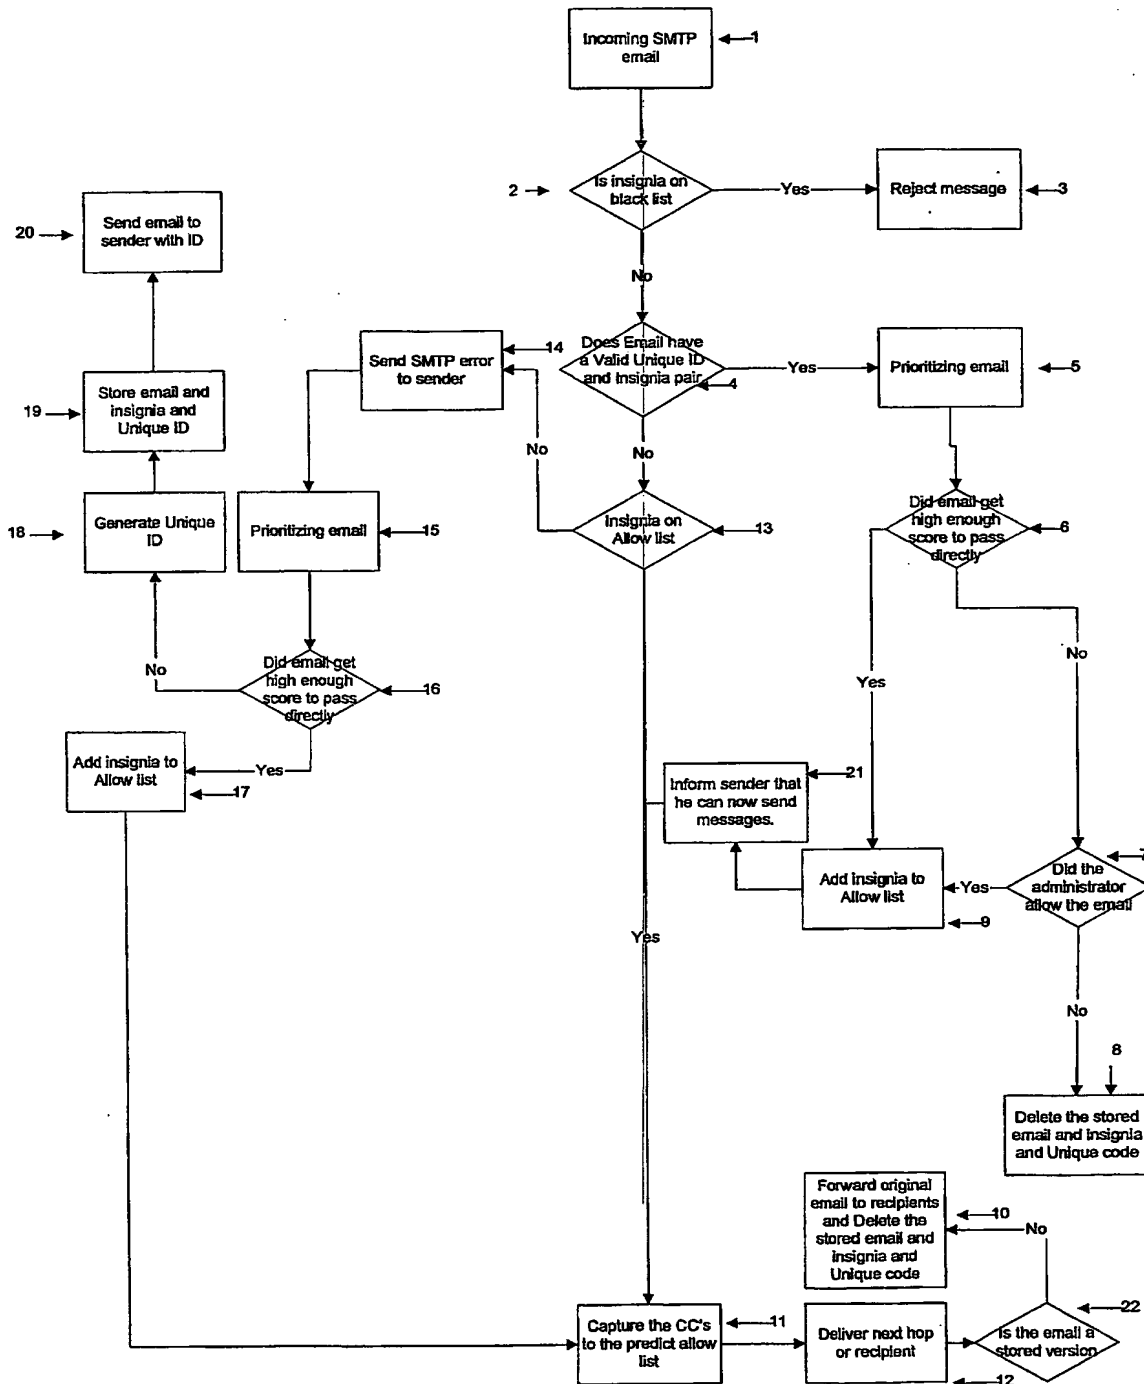 Incoming SMTP
email
1
2
Is insignia on
black list
Yes
Reject message
3
20
Send email to
sender with ID
No
14
Send SMTP error
to sender
Does Email have
a Valid Unique ID
and Insignia pair
4
Yes
Prioritizing email
5
19
Store email and
insignia and
Unique ID
No
No
18
Generate Unique
ID
Prioritizing email
15
Insignia on
Allow list
13
Did email get
high enough
score to pass
directly
6
No
Did email get
high enough
score to pass
directly
16
No
Yes
Add insignia to
Allow list
Yes
17
Inform sender that
he can now send
messages.
21
7
Did the
administrator
allow the email
Yes
Add insignia to
Allow list
9
Yes
No
8
Delete the stored
email and insignia
and Unique code
Forward original
email to recipients
and Delete the
stored email and
insignia and
Unique code
10
No
22
Capture the CC's
to the predict allow
list
11
Deliver next hop
or recipient
12
Is the email a
stored version